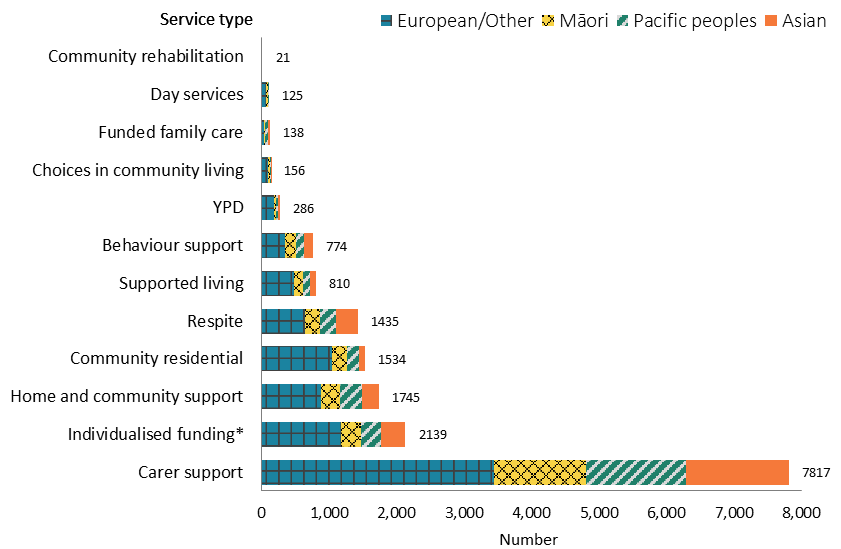 Service type
European/Other Māori Pacific peoples Asian
Community rehabilitation 21
Day services 125
Funded family care 138
Choices in community living 156
YPD 286
Behaviour support 774
Supported living 810
Respite 1435
Community residential 1534
Home and community support 1745
Individualised funding* 2139
Carer support 7817
0 1,000 2,000 3,000 4,000 5,000 6,000 7,000 8,000
Number